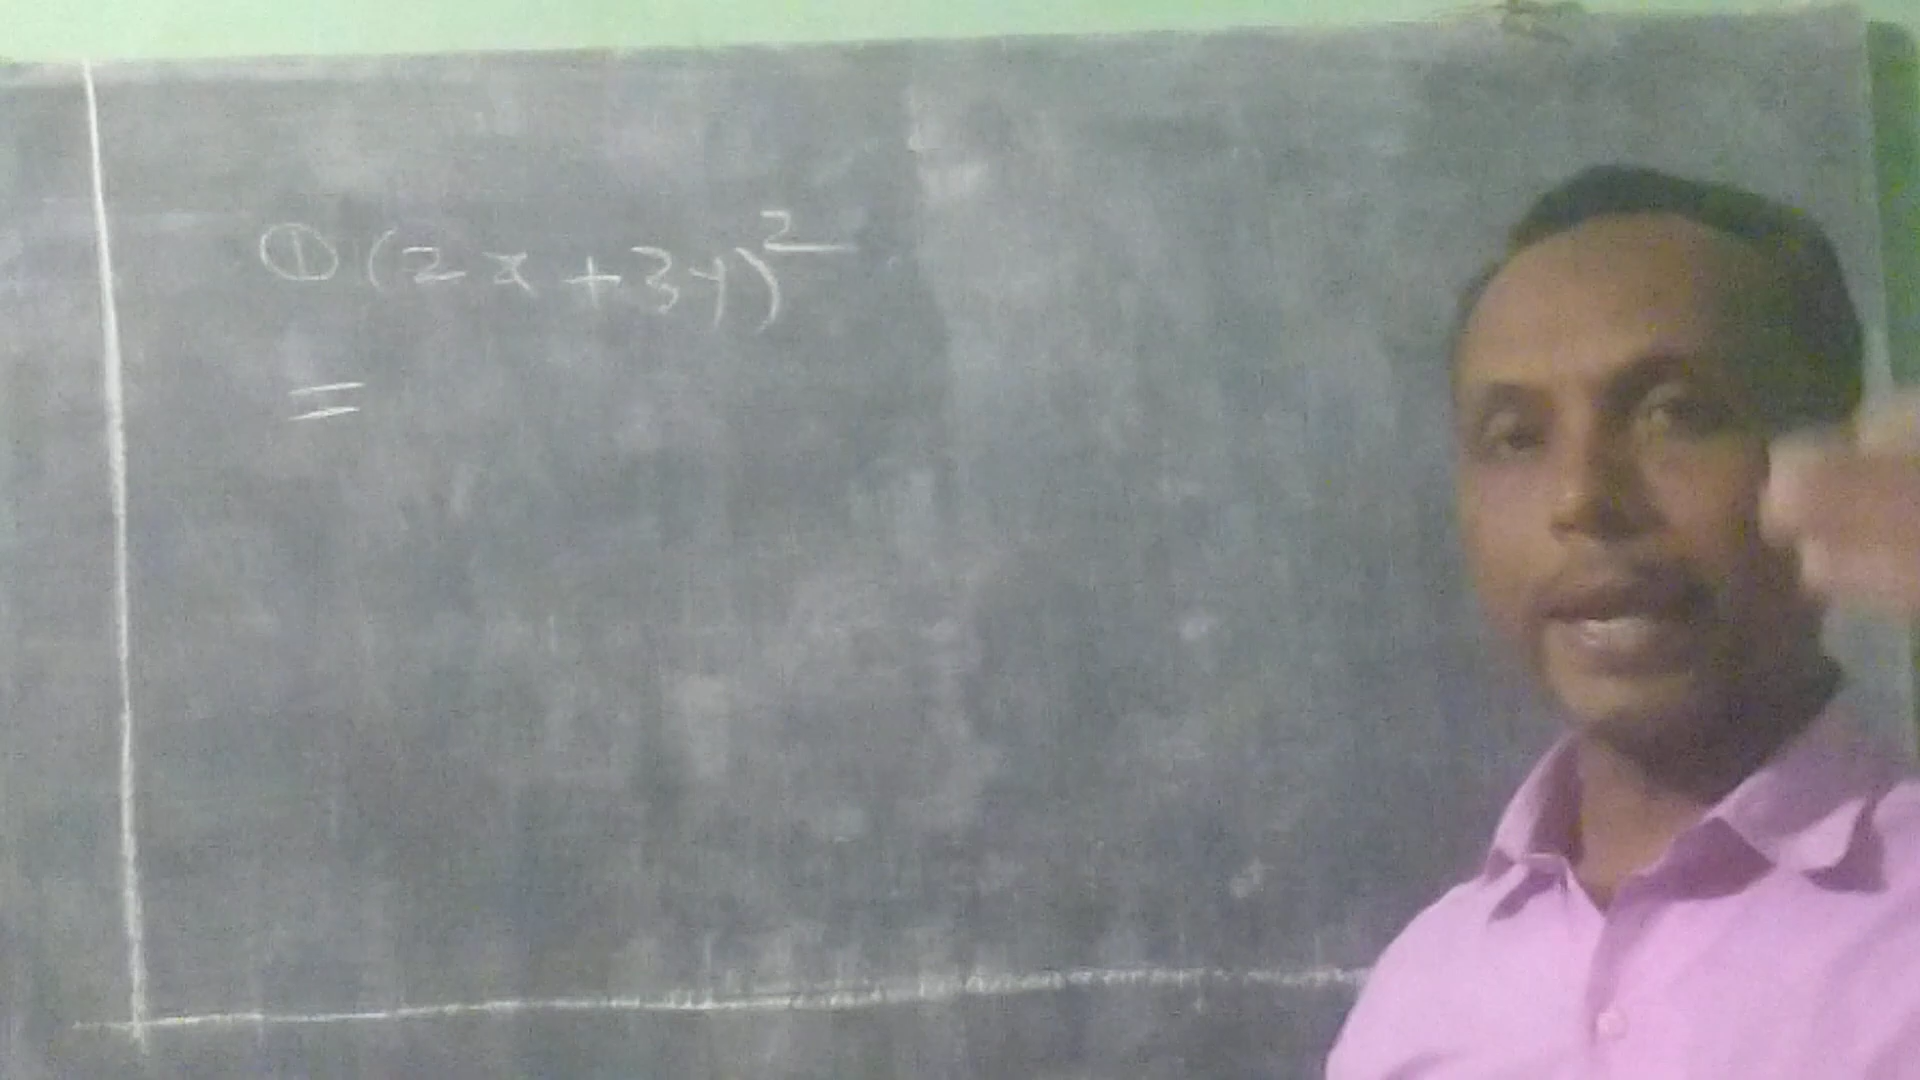 ① (2x+3y)²
=